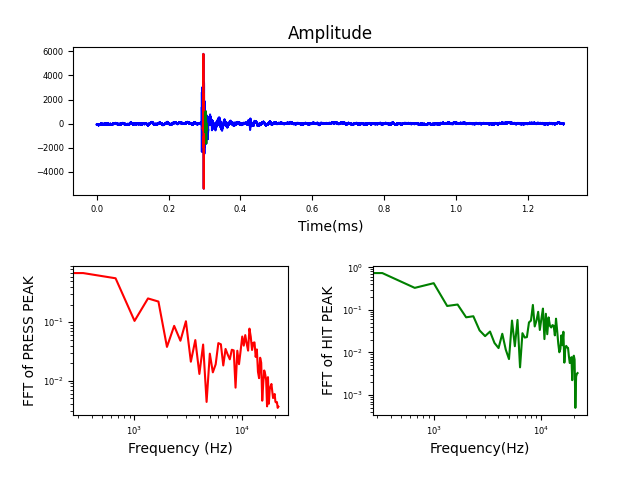 Amplitude
6000
4000
2000
0
−2000
−4000
0.0 0.2 0.4 0.6 0.8 1.0 1.2
Time(ms)
FFT of PRESS PEAK
10⁻¹
10⁻²
10³ 10⁴
Frequency (Hz)
FFT of HIT PEAK
10⁰
10⁻¹
10⁻²
10⁻³
10³ 10⁴
Frequency(Hz)